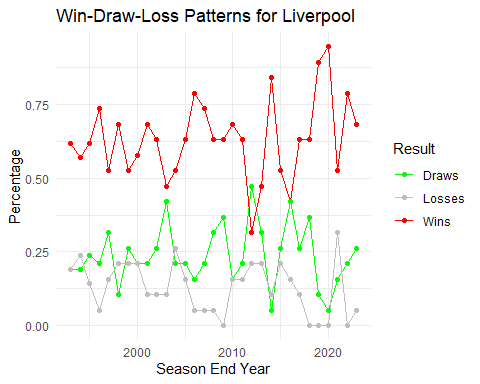 Win-Draw-Loss Patterns for Liverpool
Percentage
0.75
0.50
0.25
0.00
2000 2010 2020
Season End Year
Result
Draws
Losses
Wins